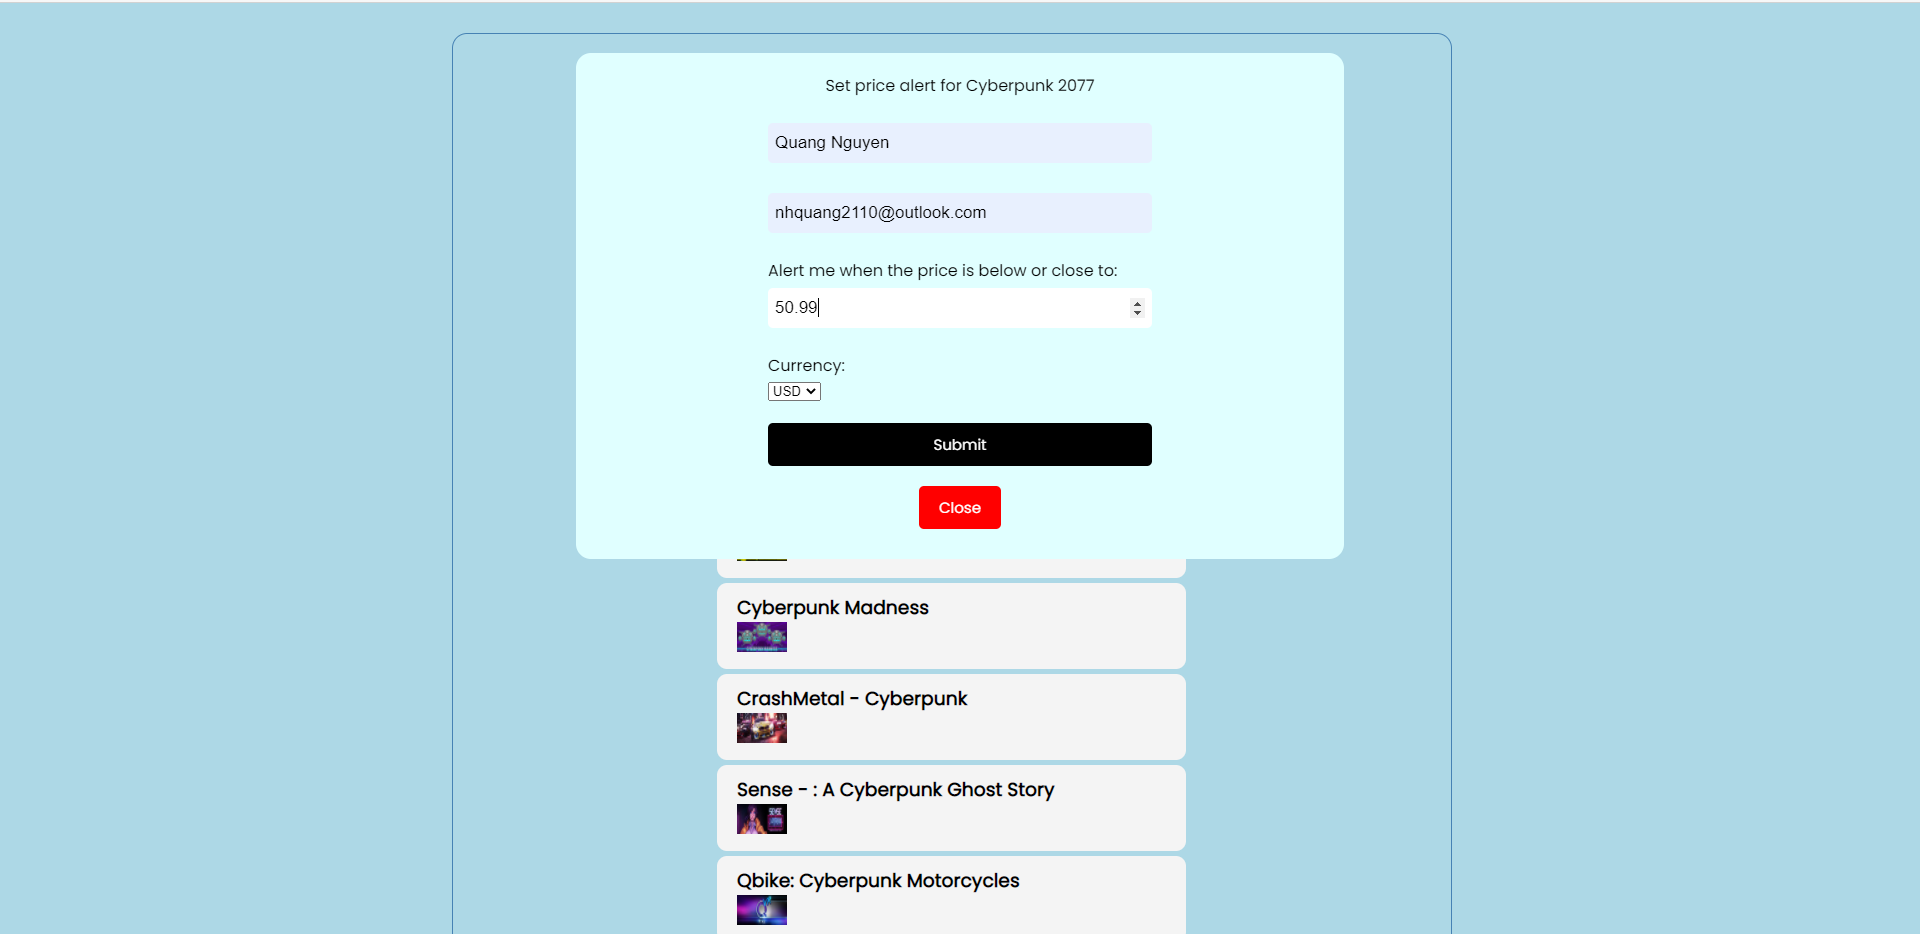 Set price alert for Cyberpunk 2077
Quang Nguyen
nhquang2110@outlook.com
Alert me when the price is below or close to:
50.99
Currency:
USD
Submit
Close
Cyberpunk Madness
CrashMetal - Cyberpunk
Sense - : A Cyberpunk Ghost Story
Qbike: Cyberpunk Motorcycles